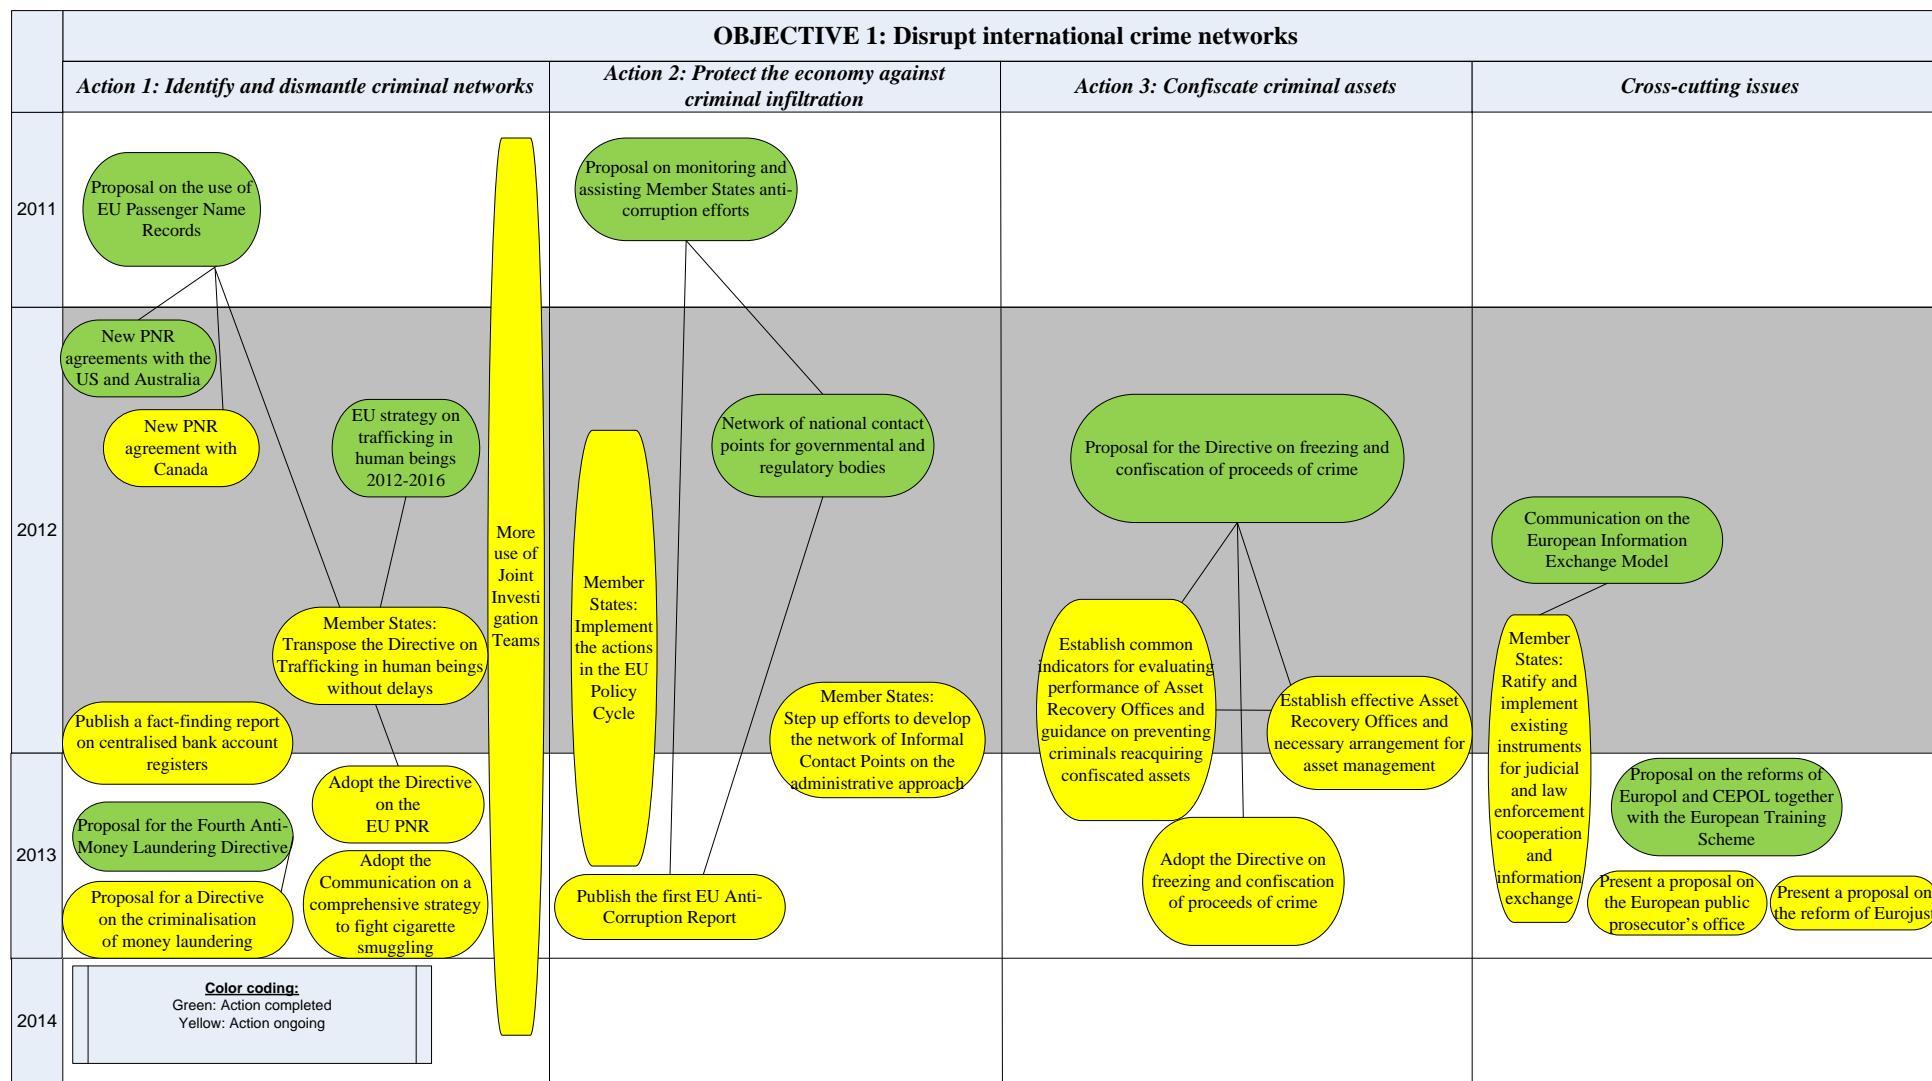 OBJECTIVE 1: Disrupt international crime networks
Action 1: Identify and dismantle criminal networks
Action 2: Protect the economy against
criminal infiltration
Action 3: Confiscate criminal assets
Cross-cutting issues
2011
Proposal on the use of
EU Passenger Name
Records
Proposal on monitoring and
assisting Member States anti-
corruption efforts
2012
New PNR
agreements with the
US and Australia
New PNR
agreement with
Canada
EU strategy on
trafficking in
human beings
2012-2016
Member States:
Transpose the Directive on
Trafficking in human beings
without delays
Publish a fact-finding report
on centralised bank account
registers
More
use of
Joint
Investi
gation
Teams
Member
States:
Implement
the actions
in the EU
Policy
Cycle
Network of national contact
points for governmental and
regulatory bodies
Member States:
Step up efforts to develop
the network of Informal
Contact Points on the
administrative approach
Proposal for the Directive on freezing and
confiscation of proceeds of crime
Establish common
indicators for evaluating
performance of Asset
Recovery Offices and
guidance on preventing
criminals reacquiring
confiscated assets
Establish effective Asset
Recovery Offices and
necessary arrangement for
asset management
Communication on the
European Information
Exchange Model
Member
States:
Ratify and
implement
existing
instruments
for judicial
and law
enforcement
cooperation
and
information
exchange
2013
Proposal for the Fourth Anti-
Money Laundering Directive
Proposal for a Directive
on the criminalisation
of money laundering
Adopt the Directive
on the
EU PNR
Adopt the
Communication on a
comprehensive strategy
to fight cigarette
smuggling
Publish the first EU Anti-
Corruption Report
Adopt the Directive on
freezing and confiscation
of proceeds of crime
Proposal on the reforms of
Europol and CEPOL together
with the European Training
Scheme
Present a proposal on
the European public
prosecutor's office
Present a proposal on
the reform of Eurojust
2014
Color coding:
Green: Action completed
Yellow: Action ongoing